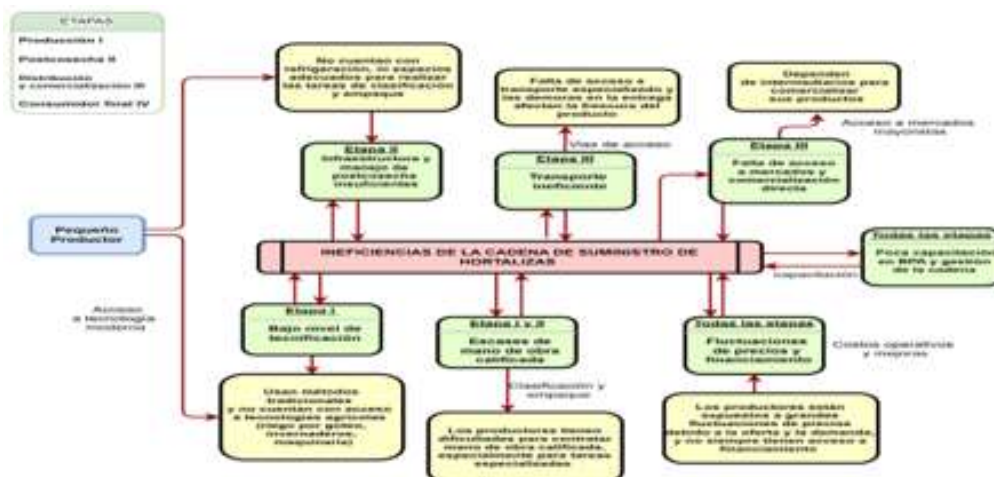 ETAPAS
Producción I
Postcosecha II
Distribución
y comercialización III
Consumidor final IV
No cuentan con
refrigeración, ni espacios
adecuados para realizar
las tareas de clasificación
y empaque
Falta de acceso a
transporte especializado y
las demoras en la entrega
afectan la frescura del
producto
Dependen
de intermediarios para
comercializar
sus productos
Vías de acceso
Acceso a mercados
mayoristas
Etapa II
Infraestructura y
manejo de
postcosecha
insuficientes
Etapa III
Transporte
ineficiente
Etapa III
Falta de acceso
a mercados y
comercialización
directa
Pequeño
Productor
INEFICIENCIAS DE LA CADENA DE SUMINISTRO DE
HORTALIZAS
Todas las etapas
Poca capacitación
en BPA y gestión
de la cadena
capacitación
Acceso
a tecnología
moderna
Etapa I
Bajo nivel de
tecnificación
Etapa I y II
Escases de
mano de obra
calificada
Todas las etapas
Fluctuaciones
de precios y
financiamiento
Costos operativos
y mejoras
Clasificación y
empaque
Usan métodos
tradicionales
y no cuentan con acceso
a tecnologías agrícolas
(riego por goteo,
invernaderos,
maquinaria)
Los productores tienen
dificultades para contratar
mano de obra calificada,
especialmente para tareas
especializadas
Los productores están
expuestos a grandes
fluctuaciones de precios
debido a la oferta y la demanda,
y no siempre tienen acceso a
financiamiento